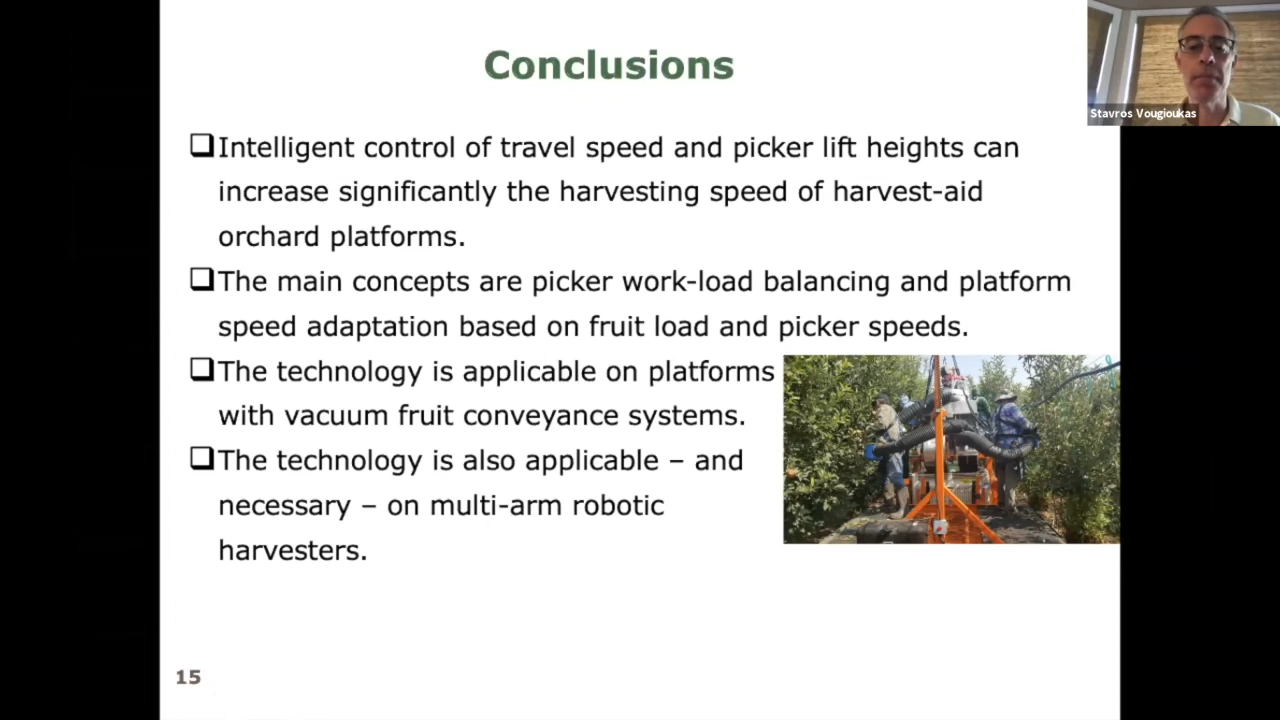 Conclusions
Stavros Vougioukas
❑Intelligent control of travel speed and picker lift heights can
increase significantly the harvesting speed of harvest-aid
orchard platforms.
❑The main concepts are picker work-load balancing and platform
speed adaptation based on fruit load and picker speeds.
❑The technology is applicable on platforms
with vacuum fruit conveyance systems.
❑The technology is also applicable – and
necessary – on multi-arm robotic
harvesters.
15